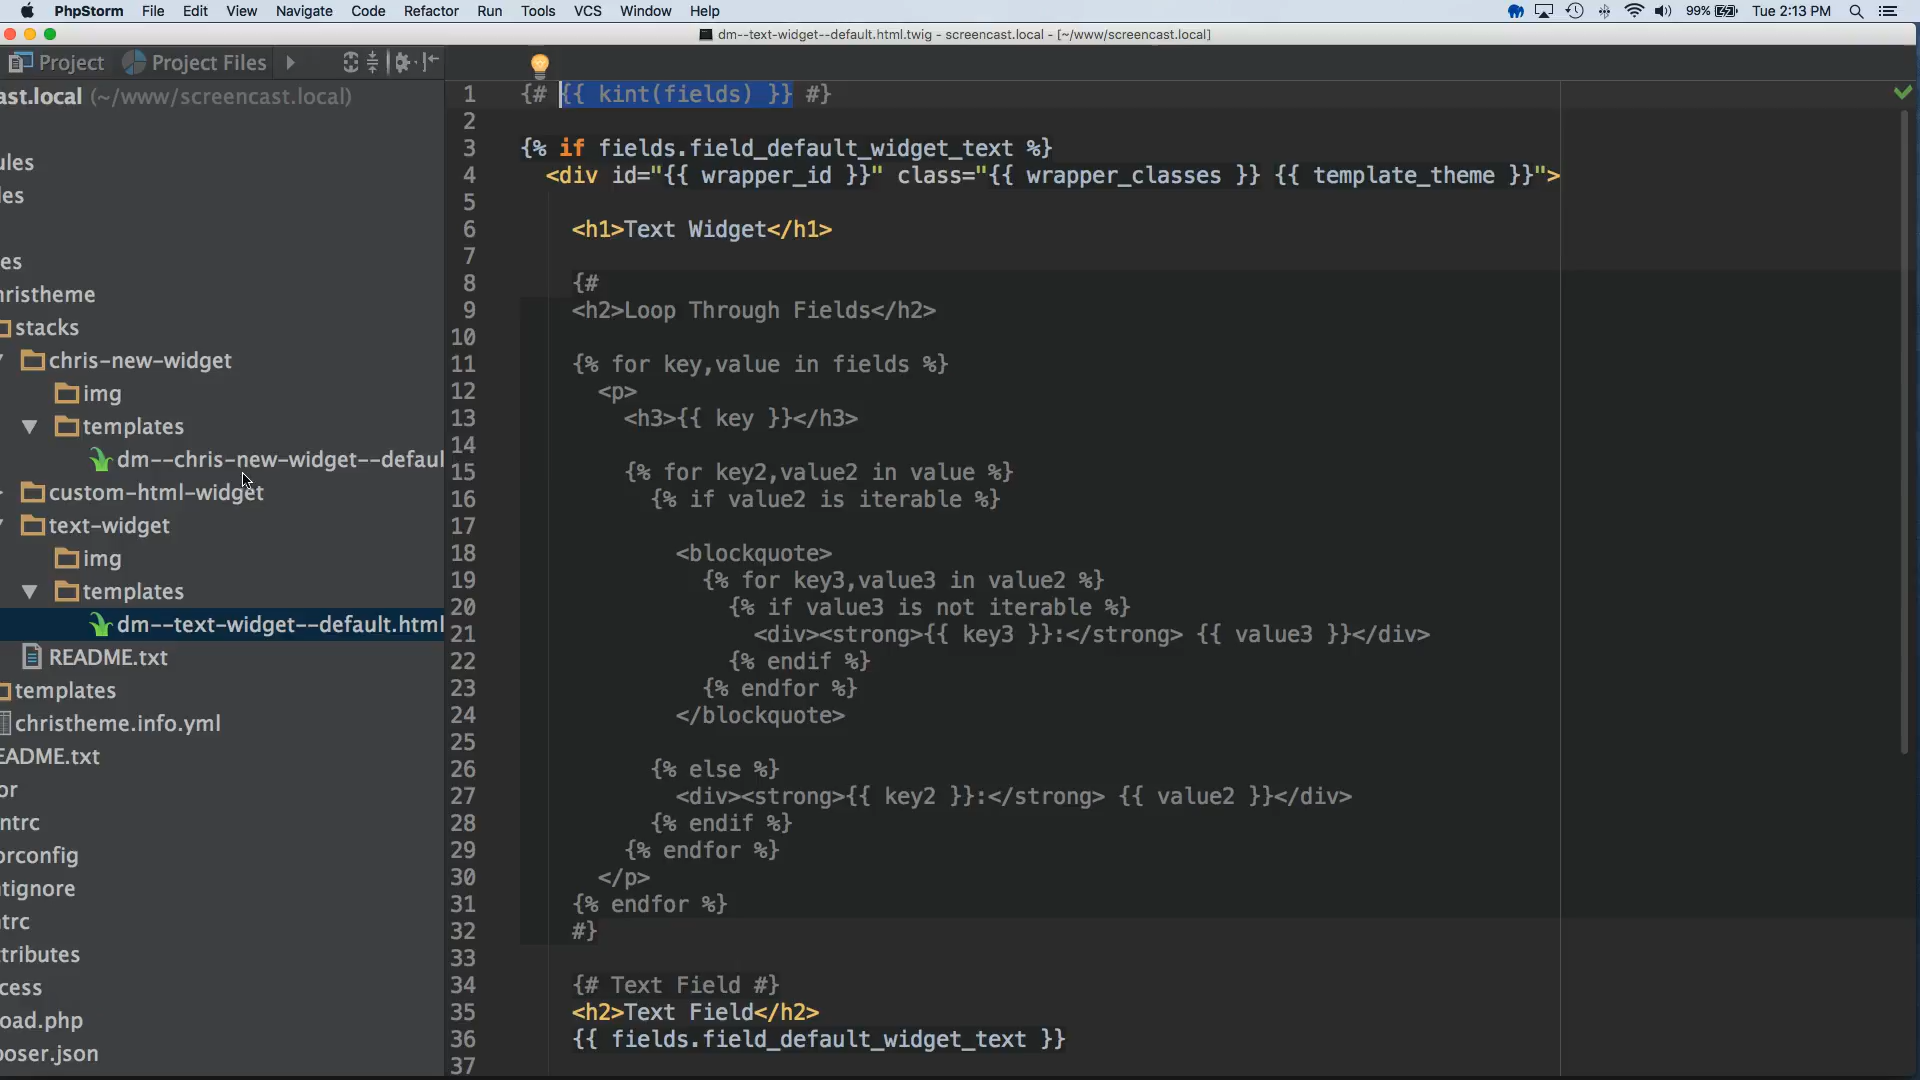 PhpStorm File Edit View Navigate Code Refactor Run Tools VCS Window Help 99% Tue 2:13 PM
dm--text-widget--default.html.twig - screencast.local - [~/www/screencast.local]
Project Project Files
ast.local (~/www/screencast.local)
ules
les
es
hristheme
stacks
chris-new-widget
img
templates
dm--chris-new-widget--defaul
custom-html-widget
text-widget
img
templates
dm--text-widget--default.html
README.txt
templates
christheme.info.yml
EADME.txt
or
ntrc
orconfig
tignore
trc
tributes
cess
oad.php
poser.json
1 {# {{ kint(fields) }} #}
2
3 {% if fields.field_default_widget_text %}
4 <div id="{{ wrapper_id }}" class="{{ wrapper_classes }} {{ template_theme }}">
5
6 <h1>Text Widget</h1>
7
8 {#
9 <h2>Loop Through Fields</h2>
10
11 {% for key,value in fields %}
12 <p>
13 <h3>{{ key }}</h3>
14
15 {% for key2,value2 in value %}
16 {% if value2 is iterable %}
17
18 <blockquote>
19 {% for key3,value3 in value2 %}
20 {% if value3 is not iterable %}
21 <div><strong>{{ key3 }}:</strong> {{ value3 }}</div>
22 {% endif %}
23 {% endfor %}
24 </blockquote>
25
26 {% else %}
27 <div><strong>{{ key2 }}:</strong> {{ value2 }}</div>
28 {% endif %}
29 {% endfor %}
30 </p>
31 {% endfor %}
32 #}
33
34 {# Text Field #}
35 <h2>Text Field</h2>
36 {{ fields.field_default_widget_text }}
37